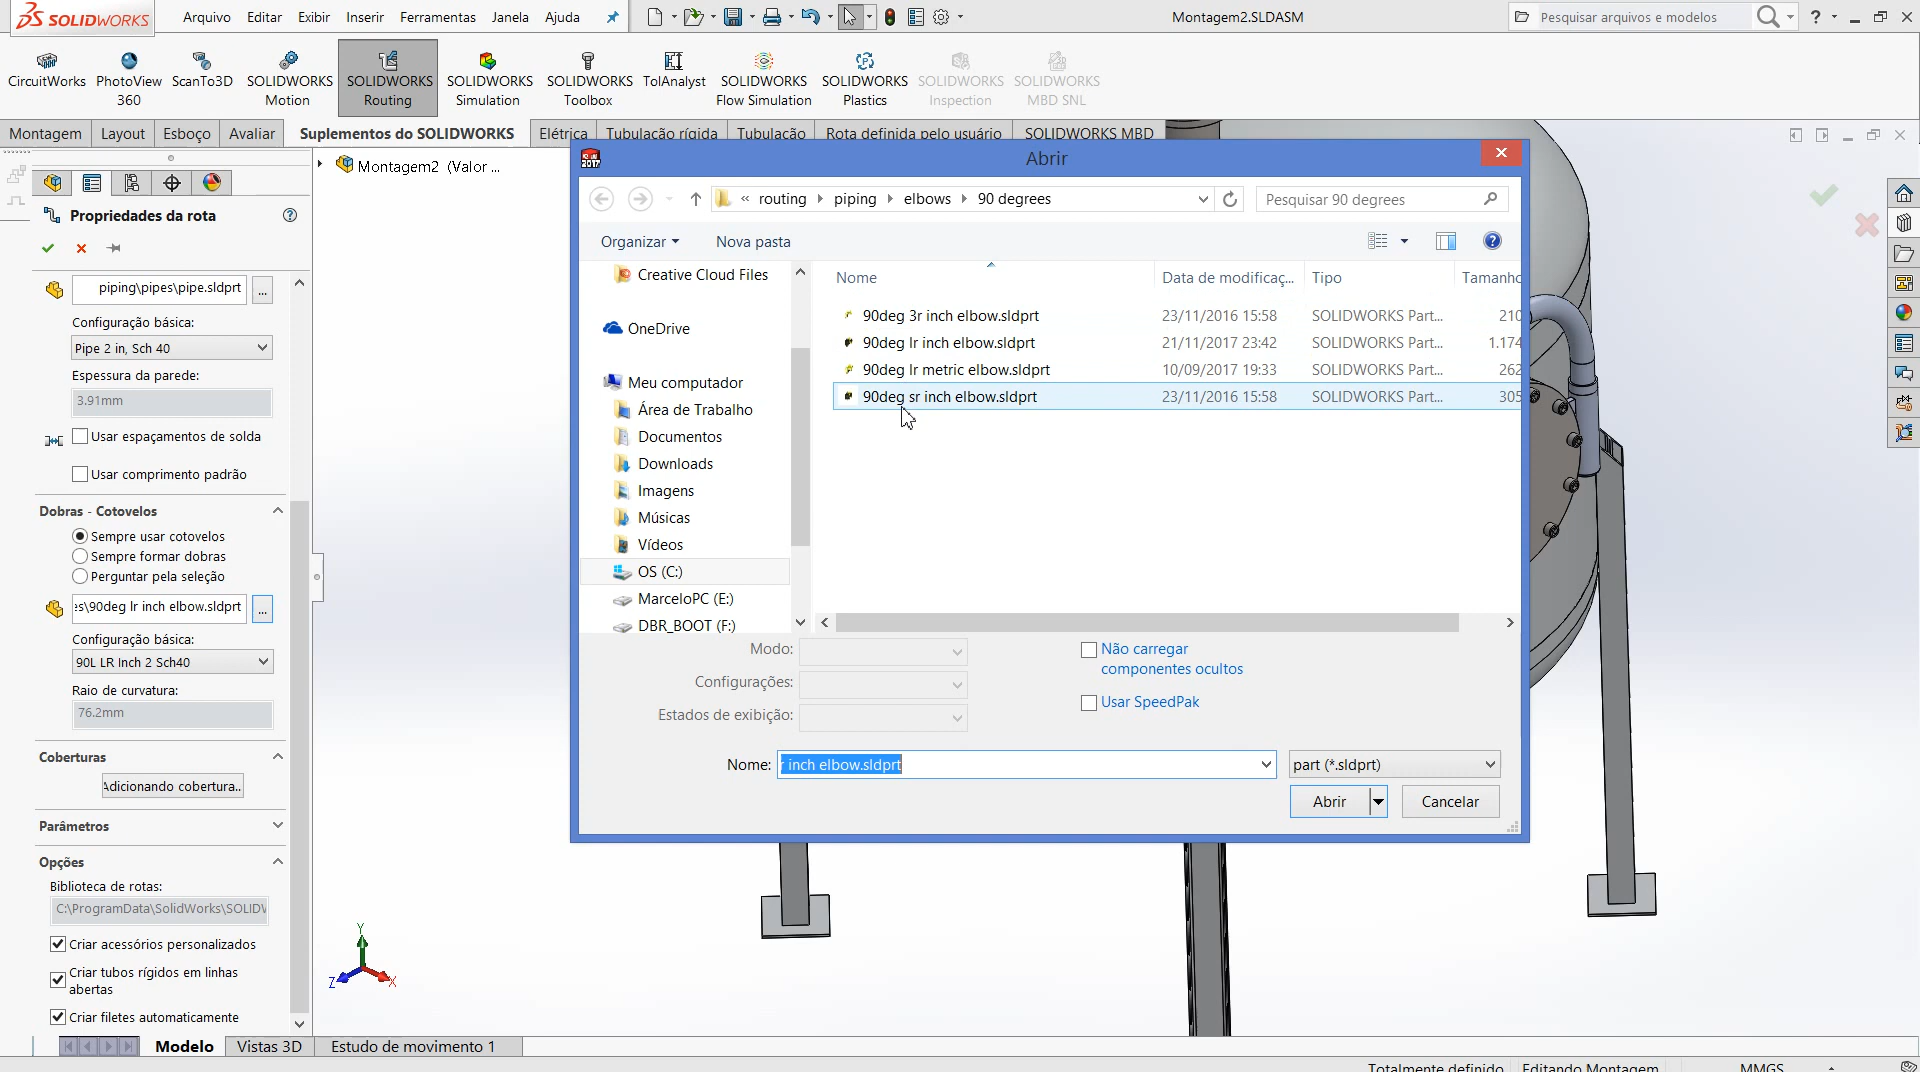 SOLIDWORKS
Arquivo Editar Exibir Inserir Ferramentas Janela Ajuda
Montagem2.SLDASM
Pesquisar arquivos e modelos
?
CircuitWorks
PhotoView
360
ScanTo3D
SOLIDWORKS
Motion
SOLIDWORKS
Routing
SOLIDWORKS
Simulation
SOLIDWORKS
Toolbox
TolAnalyst
SOLIDWORKS
Flow Simulation
SOLIDWORKS
Plastics
SOLIDWORKS
Inspection
SOLIDWORKS
MBD SNL
Montagem Layout Esboço Avaliar Suplementos do SOLIDWORKS Elétrica Tubulação rígida Tubulação Rota definida pelo usuário SOLIDWORKS MBD
Montagem2 (Valor ...
Propriedades da rota
?
piping\pipes\pipe.sldprt
...
Configuração básica:
Pipe 2 in, Sch 40
Espessura da parede:
3.91mm
Usar espaçamentos de solda
Usar comprimento padrão
Dobras - Cotovelos
Sempre usar cotovelos
Sempre formar dobras
Perguntar pela seleção
s\90deg lr inch elbow.sldprt
...
Configuração básica:
90L LR Inch 2 Sch40
Raio de curvatura:
76.2mm
Coberturas
Adicionando cobertura..
Parâmetros
Opções
Biblioteca de rotas:
C:\ProgramData\SolidWorks\SOLIDW
Criar acessórios personalizados
Criar tubos rígidos em linhas
abertas
Criar filetes automaticamente
Y
Z
X
Modelo Vistas 3D Estudo de movimento 1
Totalmente definido Editando Montagem MMGS
2017
Abrir
« routing piping elbows 90 degrees
Pesquisar 90 degrees
Organizar Nova pasta
?
Creative Cloud Files
OneDrive
Meu computador
Área de Trabalho
Documentos
Downloads
Imagens
Músicas
Vídeos
OS (C:)
MarceloPC (E:)
DBR_BOOT (F:)
Nome Data de modificaç... Tipo Tamanho
90deg 3r inch elbow.sldprt 23/11/2016 15:58 SOLIDWORKS Part... 210
90deg lr inch elbow.sldprt 21/11/2017 23:42 SOLIDWORKS Part... 1.174
90deg lr metric elbow.sldprt 10/09/2017 19:33 SOLIDWORKS Part... 262
90deg sr inch elbow.sldprt 23/11/2016 15:58 SOLIDWORKS Part... 305
Modo:
Configurações:
Estados de exibição:
Não carregar
componentes ocultos
Usar SpeedPak
Nome: r inch elbow.sldprt
part (*.sldprt)
Abrir
Cancelar